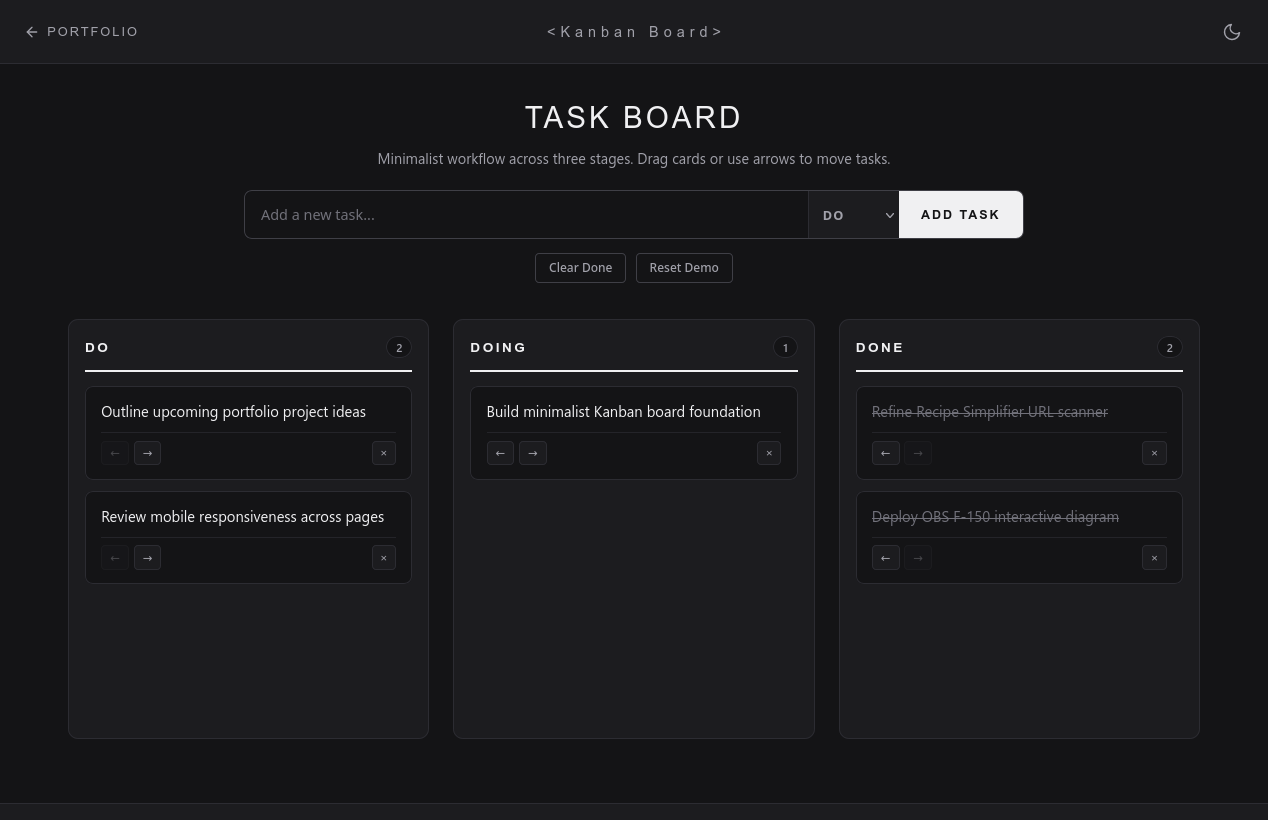 ← PORTFOLIO
<Kanban Board>
TASK BOARD
Minimalist workflow across three stages. Drag cards or use arrows to move tasks.
Add a new task...
DO
ADD TASK
Clear Done
Reset Demo
DO
2
Outline upcoming portfolio project ideas
← → ×
Review mobile responsiveness across pages
← → ×
DOING
1
Build minimalist Kanban board foundation
← → ×
DONE
2
Refine Recipe Simplifier URL scanner
← → ×
Deploy OBS F-150 interactive diagram
← → ×